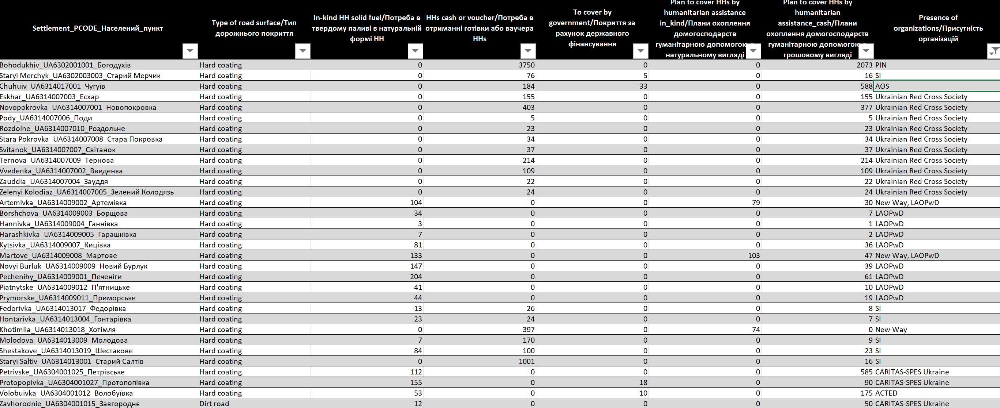 Settlement_PCODE_Населений_пункт
Type of road surface/Тип
дорожнього покриття
In-kind HH solid fuel/Потреба в
твердому паливі в натуральній
формі HH
HHs cash or voucher/Потреба в
отриманні готівки або ваучера
HHs
To cover by
government/Покриття за
рахунок державного
фінансування
Plan to cover HHs by
humanitarian assistance
in_kind/Плани охоплення
домогосподарств
гуманітарною допомогою
натуральному вигляді
Plan to cover HHs by
humanitarian
assistance_cash/Плани
охоплення домогосподарств
гуманітарною допомогою
грошовому вигляді
Presence of
organizations/Присутність
організацій
Bohodukhiv_UA6302001001_Богодухів Hard coating 0 3750 0 0 2073 PIN
Staryi Merchyk_UA6302003003_Старий Мерчик Hard coating 0 76 5 0 16 SI
Chuhuiv_UA6314017001_Чугуїв Hard coating 0 184 33 0 588 AOS
Eskhar_UA6314007003_Есхар Hard coating 0 155 0 0 155 Ukrainian Red Cross Society
Novopokrovka_UA6314007001_Новопокровка Hard coating 0 403 0 0 377 Ukrainian Red Cross Society
Pody_UA6314007006_Поди Hard coating 0 5 0 0 5 Ukrainian Red Cross Society
Rozdolne_UA6314007010_Роздольне Hard coating 0 23 0 0 23 Ukrainian Red Cross Society
Stara Pokrovka_UA6314007008_Стара Покровка Hard coating 0 34 0 0 34 Ukrainian Red Cross Society
Svitanok_UA6314007007_Світанок Hard coating 0 37 0 0 37 Ukrainian Red Cross Society
Ternova_UA6314007009_Тернова Hard coating 0 214 0 0 214 Ukrainian Red Cross Society
Vvedenka_UA6314007002_Введенка Hard coating 0 109 0 0 109 Ukrainian Red Cross Society
Zauddia_UA6314007004_Зауддя Hard coating 0 22 0 0 22 Ukrainian Red Cross Society
Zelenyi Kolodiaz_UA6314007005_Зелений Колодязь Hard coating 0 24 0 0 24 Ukrainian Red Cross Society
Artemivka_UA6314009002_Артемівка Hard coating 104 0 0 79 30 New Way, LAOPwD
Borshchova_UA6314009003_Борщова Hard coating 34 0 0 0 7 LAOPwD
Hannivka_UA6314009004_Ганнівка Hard coating 3 0 0 0 1 LAOPwD
Harashkivka_UA6314009005_Гарашківка Hard coating 7 0 0 0 2 LAOPwD
Kytsivka_UA6314009007_Кицівка Hard coating 81 0 0 0 36 LAOPwD
Martove_UA6314009008_Мартове Hard coating 133 0 0 103 47 New Way, LAOPwD
Novyi Burluk_UA6314009009_Новий Бурлук Hard coating 147 0 0 0 39 LAOPwD
Pechenihy_UA6314009001_Печеніги Hard coating 204 0 0 0 61 LAOPwD
Piatnytske_UA6314009012_П'ятницьке Hard coating 41 0 0 0 10 LAOPwD
Prymorske_UA6314009011_Приморське Hard coating 44 0 0 0 19 LAOPwD
Fedorivka_UA6314013017_Федорівка Hard coating 13 26 0 0 8 SI
Hontarivka_UA6314013004_Гонтарівка Hard coating 23 24 0 0 7 SI
Khotimlia_UA6314013018_Хотімля Hard coating 0 397 0 74 0 New Way
Molodova_UA6314013009_Молодова Hard coating 7 170 0 0 9 SI
Shestakove_UA6314013019_Шестакове Hard coating 84 100 0 0 23 SI
Staryi Saltiv_UA6314013001_Старий Салтів Hard coating 0 1001 0 0 16 SI
Petrivske_UA6304001025_Петрівське Hard coating 112 0 0 0 585 CARITAS-SPES Ukraine
Protopopivka_UA6304001027_Протопопівка Hard coating 155 0 18 0 90 CARITAS-SPES Ukraine
Volobuivka_UA6304001012_Волобуївка Hard coating 53 0 10 0 175 ACTED
Zavhorodnie_UA6304001015_Завгороднє Dirt road 12 0 0 0 50 CARITAS-SPES Ukraine